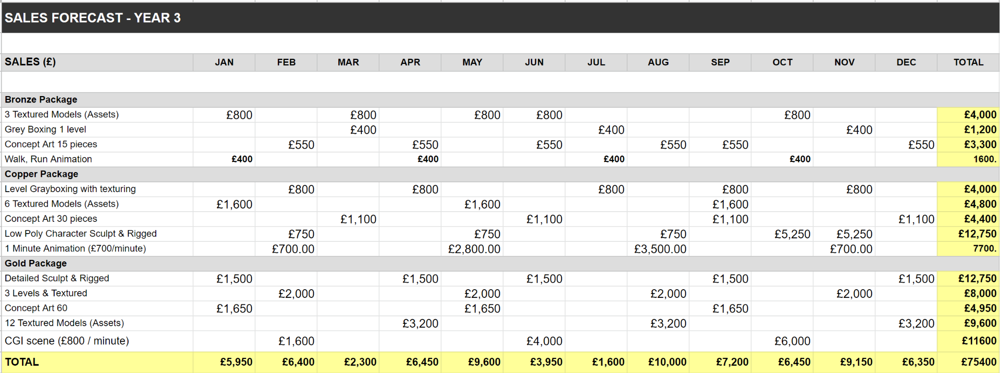 SALES FORECAST - YEAR 3
SALES (£) JAN FEB MAR APR MAY JUN JUL AUG SEP OCT NOV DEC TOTAL
Bronze Package
3 Textured Models (Assets) £800 £800 £800 £800 £800 £4,000
Grey Boxing 1 level £400 £400 £400 £1,200
Concept Art 15 pieces £550 £550 £550 £550 £550 £550 £3,300
Walk, Run Animation £400 £400 £400 £400 1600.
Copper Package
Level Grayboxing with texturing £800 £800 £800 £800 £800 £4,000
6 Textured Models (Assets) £1,600 £1,600 £1,600 £4,800
Concept Art 30 pieces £1,100 £1,100 £1,100 £1,100 £4,400
Low Poly Character Sculpt & Rigged £750 £750 £750 £5,250 £5,250 £12,750
1 Minute Animation (£700/minute) £700.00 £2,800.00 £3,500.00 £700.00 7700.
Gold Package
Detailed Sculpt & Rigged £1,500 £1,500 £1,500 £1,500 £1,500 £12,750
3 Levels & Textured £2,000 £2,000 £2,000 £2,000 £8,000
Concept Art 60 £1,650 £1,650 £1,650 £4,950
12 Textured Models (Assets) £3,200 £3,200 £3,200 £9,600
CGI scene (£800 / minute) £1,600 £4,000 £6,000 £11600
TOTAL £5,950 £6,400 £2,300 £6,450 £9,600 £3,950 £1,600 £10,000 £7,200 £6,450 £9,150 £6,350 £75400